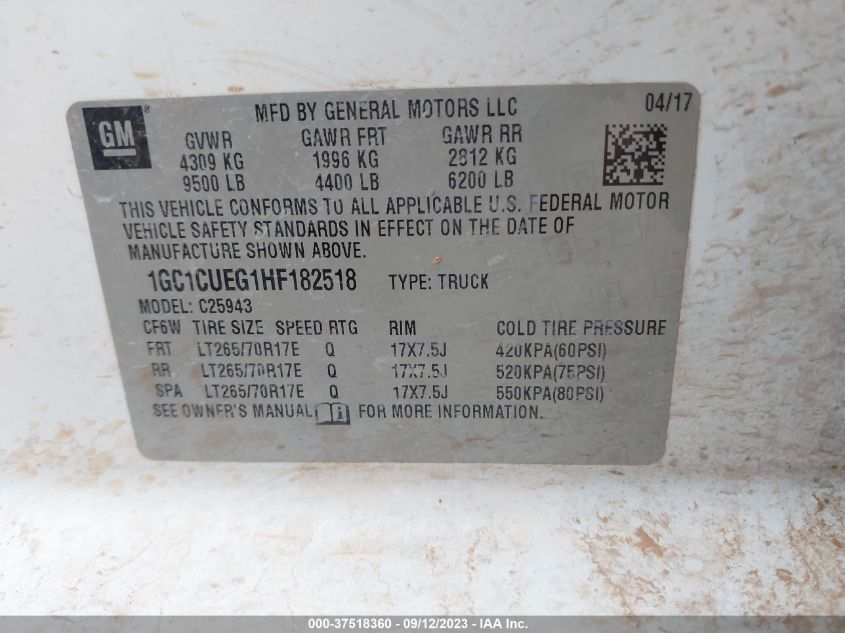 MFD BY GENERAL MOTORS LLC 04/17
GM®
GVWR GAWR FRT GAWR RR
4309 KG 1996 KG 2812 KG
9500 LB 4400 LB 6200 LB
THIS VEHICLE CONFORMS TO ALL APPLICABLE U.S. FEDERAL MOTOR
VEHICLE SAFETY STANDARDS IN EFFECT ON THE DATE OF
MANUFACTURE SHOWN ABOVE.
1GC1CUEG1HF182518 TYPE: TRUCK
MODEL: C25943
CF6W TIRE SIZE SPEED RTG RIM COLD TIRE PRESSURE
FRT LT265/70R17E Q 17X7.5J 420KPA(60PSI)
RR LT265/70R17E Q 17X7.5J 520KPA(75PSI)
SPA LT265/70R17E Q 17X7.5J 550KPA(80PSI)
SEE OWNER'S MANUAL FOR MORE INFORMATION.
000-37518360 - 09/12/2023 - IAA Inc.